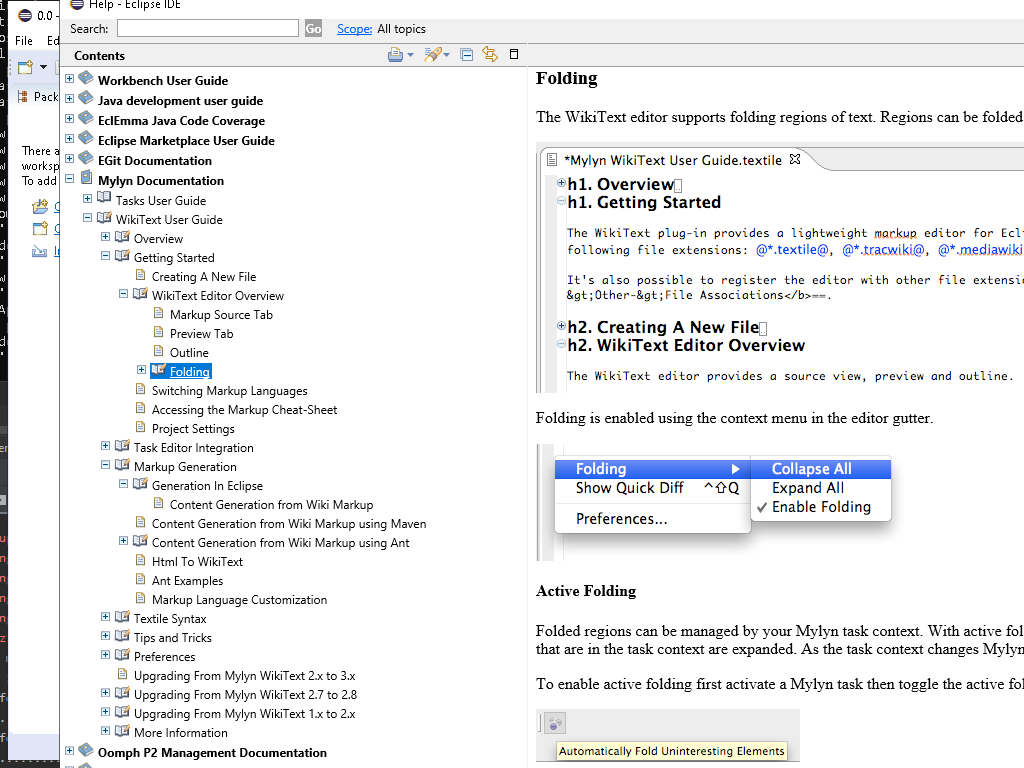 Help - Eclipse IDE
0.0 -
Search:
Go
Scope:
All topics
File
Ed
Contents
Pack
Workbench User Guide
Java development user guide
EclEmma Java Code Coverage
Eclipse Marketplace User Guide
EGit Documentation
Mylyn Documentation
Tasks User Guide
WikiText User Guide
Overview
Getting Started
Creating A New File
WikiText Editor Overview
Markup Source Tab
Preview Tab
Outline
Folding
Switching Markup Languages
Accessing the Markup Cheat-Sheet
Project Settings
Task Editor Integration
Markup Generation
Generation In Eclipse
Content Generation from Wiki Markup
Content Generation from Wiki Markup using Maven
Content Generation from Wiki Markup using Ant
Html To WikiText
Ant Examples
Markup Language Customization
Textile Syntax
Tips and Tricks
Preferences
Upgrading From Mylyn WikiText 2.x to 3.x
Upgrading From Mylyn WikiText 2.7 to 2.8
Upgrading From Mylyn WikiText 1.x to 2.x
More Information
Oomph P2 Management Documentation
There a
worksp
To add
Folding
The WikiText editor supports folding regions of text. Regions can be folded
*Mylyn WikiText User Guide.textile
h1. Overview
h1. Getting Started
The WikiText plug-in provides a lightweight markup editor for Ecl
following file extensions: @*.textile@, @*.tracwiki@, @*.mediawiki
It's also possible to register the editor with other file extensio
&gt;Other-&gt;File Associations</b>==.
h2. Creating A New File
h2. WikiText Editor Overview
The WikiText editor provides a source view, preview and outline.
Folding is enabled using the context menu in the editor gutter.
Folding
Collapse All
Show Quick Diff ^⇧Q
Expand All
✓ Enable Folding
Preferences...
Active Folding
Folded regions can be managed by your Mylyn task context. With active fol
that are in the task context are expanded. As the task context changes Mylyn
To enable active folding first activate a Mylyn task then toggle the active fol
Automatically Fold Uninteresting Elements